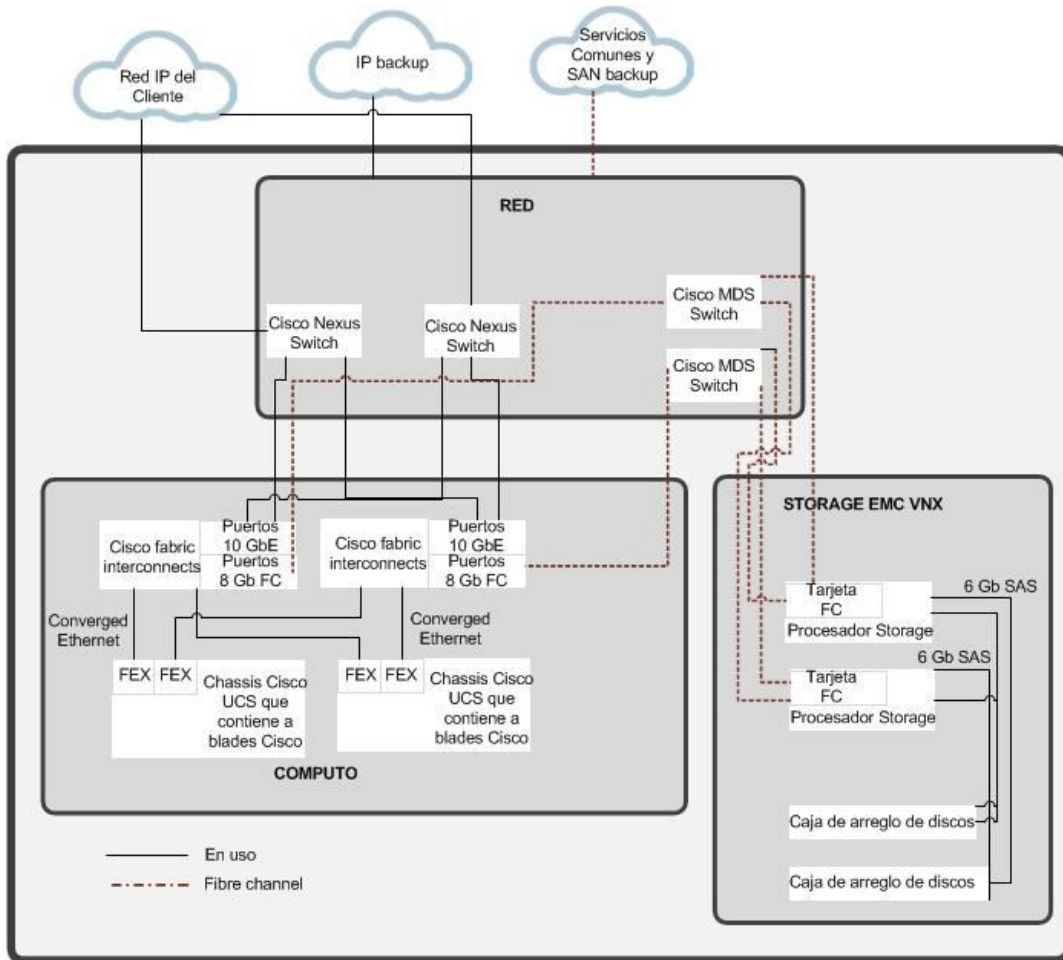 Red IP del
Cliente
IP backup
Servicios
Comunes y
SAN backup
RED
Cisco Nexus
Switch
Cisco Nexus
Switch
Cisco MDS
Switch
Cisco MDS
Switch
Cisco fabric
interconnects
Puertos
10 GbE
Puertos
8 Gb FC
Cisco fabric
interconnects
Puertos
10 GbE
Puertos
8 Gb FC
Converged
Ethernet
Converged
Ethernet
FEX
FEX
Chassis Cisco
UCS que
contiene a
blades Cisco
FEX
FEX
Chassis Cisco
UCS que
contiene a
blades Cisco
COMPUTO
STORAGE EMC VNX
6 Gb SAS
Tarjeta
FC
Procesador Storage
6 Gb SAS
Tarjeta
FC
Procesador Storage
Caja de arreglo de discos
Caja de arreglo de discos
En uso
Fibre channel